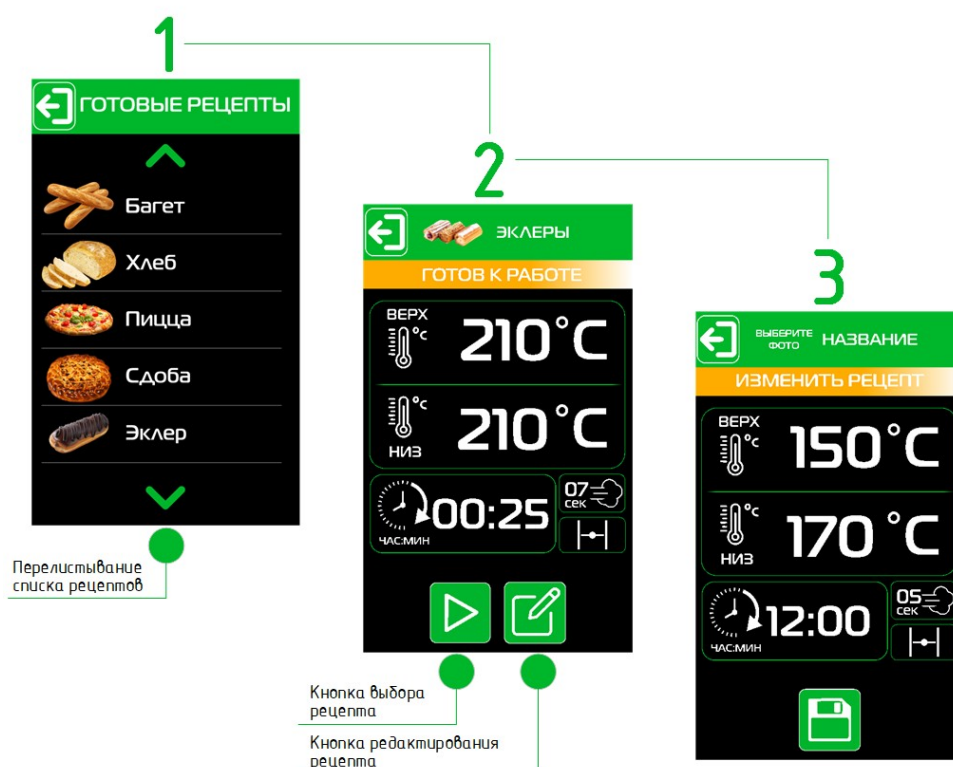 1
ГОТОВЫЕ РЕЦЕПТЫ
Багет
Хлеб
Пицца
Сдоба
Эклер
Перелистывание
списка рецептов
2
ЭКЛЕРЫ
ГОТОВ К РАБОТЕ
ВЕРХ
°C
210°C
°C
210°C
НИЗ
00:25
ЧАС:МИН
07
сек
Кнопка выбора
рецепта
Кнопка редактирования
рецепта
3
ВЫБЕРИТЕ
ФОТО
НАЗВАНИЕ
ИЗМЕНИТЬ РЕЦЕПТ
ВЕРХ
°C
150°C
°C
170°C
НИЗ
12:00
ЧАС:МИН
05
сек